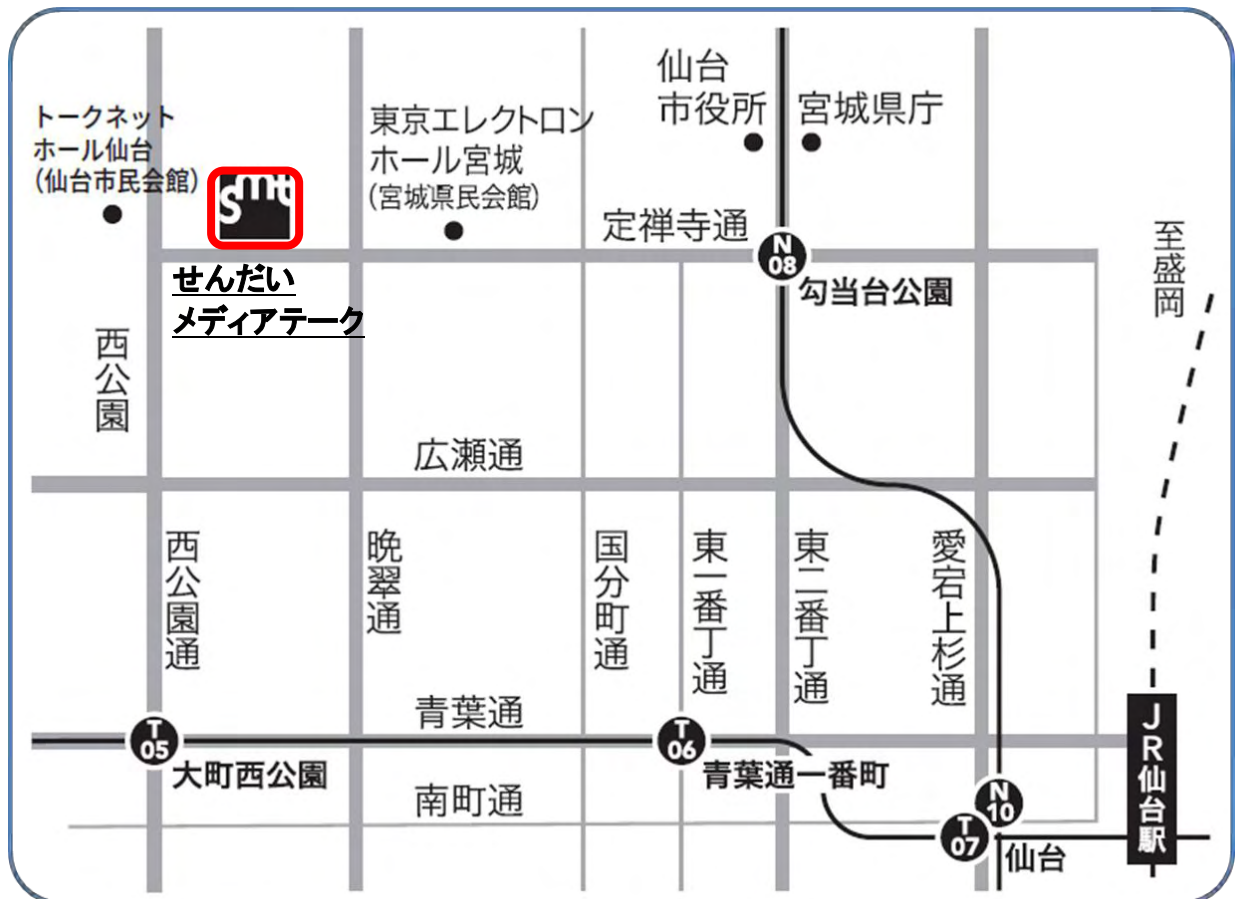 仙台
市役所
宮城県庁
トークネット
ホール仙台
(仙台市民会館)
smt
東京エレクトロン
ホール宮城
(宮城県民会館)
定禅寺通
N
08
勾当台公園
至盛岡
せんだい
メディアテーク
西公園
広瀬通
西公園通
晩翠通
国分町通
東一番丁通
東二番丁通
愛宕上杉通
青葉通
T
05
大町西公園
T
06
青葉通一番町
南町通
N
10
T
07
仙台
JR仙台駅